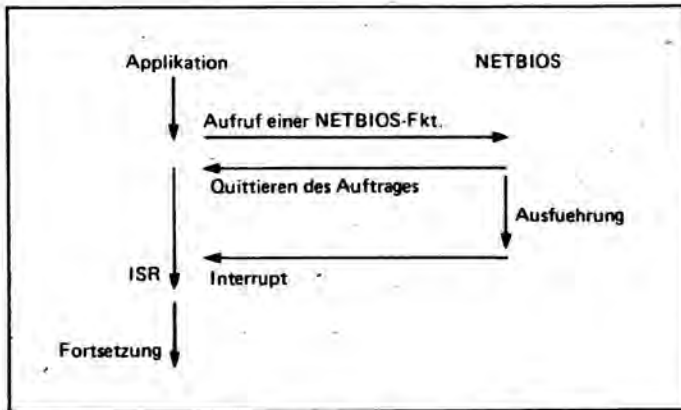 Applikation NETBIOS
Aufruf einer NETBIOS-Fkt.
Quittieren des Auftrages
Ausfuehrung
ISR Interrupt
Fortsetzung